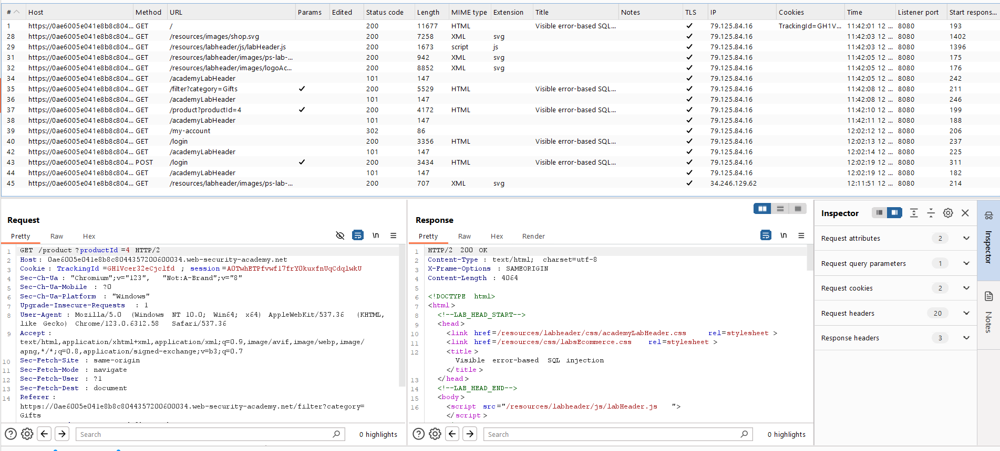 # Host Method URL Params Edited Status code Length MIME type Extension Title Notes TLS IP Cookies Time Listener port Start respons...
1 https://0ae6005e041e8b8c804... GET / 200 11677 HTML Visible error-based SQL... ✓ 79.125.84.16 TrackingId=GH1V... 11:42:01 12 ... 8080 193
28 https://0ae6005e041e8b8c804... GET /resources/images/shop.svg 200 7258 XML svg ✓ 79.125.84.16 11:42:03 12 ... 8080 1402
29 https://0ae6005e041e8b8c804... GET /resources/labheader/js/labHeader.js 200 1673 script js ✓ 79.125.84.16 11:42:03 12 ... 8080 1396
31 https://0ae6005e041e8b8c804... GET /resources/labheader/images/ps-lab-... 200 942 XML svg ✓ 79.125.84.16 11:42:05 12 ... 8080 175
32 https://0ae6005e041e8b8c804... GET /resources/labheader/images/logoAc... 200 8852 XML svg ✓ 79.125.84.16 11:42:05 12 ... 8080 176
34 https://0ae6005e041e8b8c804... GET /academyLabHeader 101 147 ✓ 79.125.84.16 11:42:05 12 ... 8080 242
35 https://0ae6005e041e8b8c804... GET /filter?category=Gifts ✓ 200 5529 HTML Visible error-based SQL... ✓ 79.125.84.16 11:42:08 12 ... 8080 211
36 https://0ae6005e041e8b8c804... GET /academyLabHeader 101 147 ✓ 79.125.84.16 11:42:08 12 ... 8080 246
37 https://0ae6005e041e8b8c804... GET /product?productId=4 ✓ 200 4172 HTML Visible error-based SQL... ✓ 79.125.84.16 11:42:10 12 ... 8080 199
38 https://0ae6005e041e8b8c804... GET /academyLabHeader 101 147 ✓ 79.125.84.16 11:42:11 12 ... 8080 188
39 https://0ae6005e041e8b8c804... GET /my-account 302 86 ✓ 79.125.84.16 12:02:12 12 ... 8080 206
40 https://0ae6005e041e8b8c804... GET /login 200 3356 HTML Visible error-based SQL... ✓ 79.125.84.16 12:02:13 12 ... 8080 237
42 https://0ae6005e041e8b8c804... GET /academyLabHeader 101 147 ✓ 79.125.84.16 12:02:14 12 ... 8080 225
43 https://0ae6005e041e8b8c804... POST /login ✓ 200 3434 HTML Visible error-based SQL... ✓ 79.125.84.16 12:02:19 12 ... 8080 311
44 https://0ae6005e041e8b8c804... GET /academyLabHeader 101 147 ✓ 79.125.84.16 12:02:19 12 ... 8080 182
45 https://0ae6005e041e8b8c804... GET /resources/labheader/images/ps-lab-... 200 707 XML svg ✓ 34.246.129.62 12:11:51 12 ... 8080 214
Request
Pretty Raw Hex \n
1 GET /product?productId=4 HTTP/2
2 Host: 0ae6005e041e8b8c8044357200600034.web-security-academy.net
3 Cookie: TrackingId=GH1Vcer32eCjclfd; session=AOTwhETPfvwf17frYOkuxfnUqCdqlwkU
4 Sec-Ch-Ua: "Chromium";v="123", "Not:A-Brand";v="8"
5 Sec-Ch-Ua-Mobile: ?0
6 Sec-Ch-Ua-Platform: "Windows"
7 Upgrade-Insecure-Requests: 1
8 User-Agent: Mozilla/5.0 (Windows NT 10.0; Win64; x64) AppleWebKit/537.36 (KHTML,
like Gecko) Chrome/123.0.6312.58 Safari/537.36
9 Accept:
text/html,application/xhtml+xml,application/xml;q=0.9,image/avif,image/webp,image/
apng,*/*;q=0.8,application/signed-exchange;v=b3;q=0.7
10 Sec-Fetch-Site: same-origin
11 Sec-Fetch-Mode: navigate
12 Sec-Fetch-User: ?1
13 Sec-Fetch-Dest: document
14 Referer:
https://0ae6005e041e8b8c8044357200600034.web-security-academy.net/filter?category=
Gifts
Search 0 highlights
Response
Pretty Raw Hex Render \n
1 HTTP/2 200 OK
2 Content-Type: text/html; charset=utf-8
3 X-Frame-Options: SAMEORIGIN
4 Content-Length: 4064
5
6 <!DOCTYPE html>
7 <html>
8 <!--LAB_HEAD_START-->
9 <head>
10 <link href=/resources/labheader/css/academyLabHeader.css rel=stylesheet>
11 <link href=/resources/css/labsEcommerce.css rel=stylesheet>
12 <title>
Visible error-based SQL injection
</title>
13 </head>
14 <!--LAB_HEAD_END-->
15 <body>
16 <script src="/resources/labheader/js/labHeader.js">
</script>
Search 0 highlights
Inspector
Request attributes 2
Request query parameters 1
Request cookies 2
Request headers 20
Response headers 3
Inspector
Notes